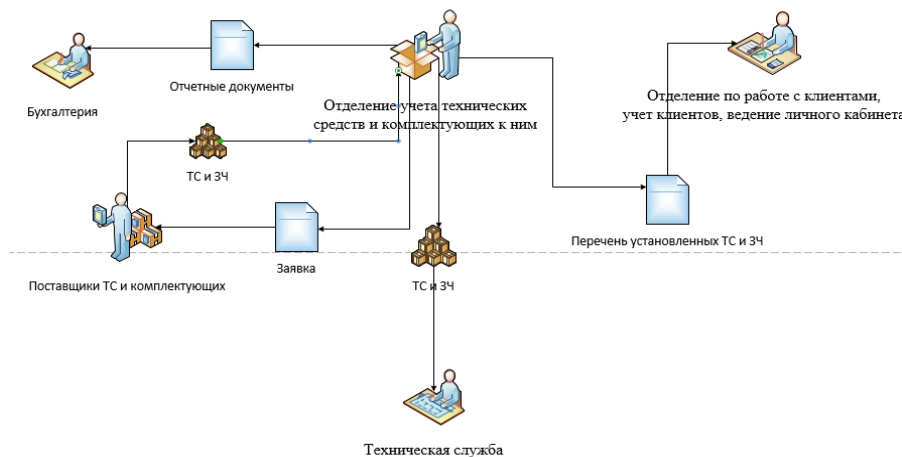 Отчетные документы
Бухгалтерия
Отделение учета технических
средств и комплектующих к ним
Отделение по работе с клиентами,
учет клиентов, ведение личного кабинета
ТС и ЗЧ
Перечень установленных ТС и ЗЧ
Заявка
Поставщики ТС и комплектующих
ТС и ЗЧ
Техническая служба